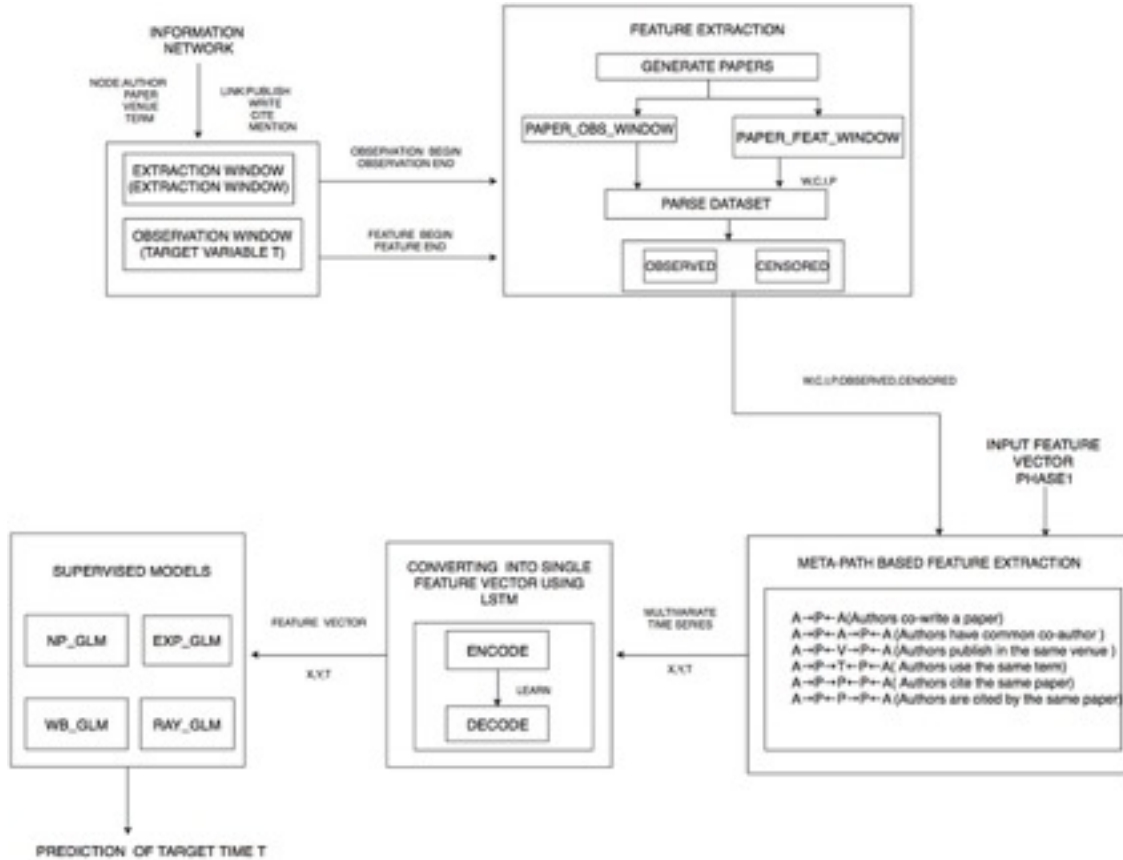 INFORMATION
NETWORK
NODE:AUTHOR
PAPER
VENUE
TERM
LINK:PUBLISH
WRITE
CITE
MENTION
EXTRACTION WINDOW
(EXTRACTION WINDOW)
OBSERVATION WINDOW
(TARGET VARIABLE T)
OBSERVATION BEGIN
OBSERVATION END
FEATURE BEGIN
FEATURE END
FEATURE EXTRACTION
GENERATE PAPERS
PAPER_OBS_WINDOW
PAPER_FEAT_WINDOW
W,C,I,P
PARSE DATASET
OBSERVED
CENSORED
W,C,I,P,OBSERVED,CENSORED
INPUT FEATURE
VECTOR
PHASE1
META-PATH BASED FEATURE EXTRACTION
A→P←A(Authors co-write a paper)
A→P←A→P←A (Authors have common co-author )
A→P←V→P←A (Authors publish in the same venue )
A→P→T←P←A( Authors use the same term)
A→P→P←P←A( Authors cite the same paper)
A→P←P→P←A (Authors are cited by the same paper)
MULTIVARIATE
TIME SERIES
X,Y,T
CONVERTING INTO SINGLE
FEATURE VECTOR USING
LSTM
ENCODE
LEARN
DECODE
FEATURE VECTOR
X,Y,T
SUPERVISED MODELS
NP_GLM
EXP_GLM
WB_GLM
RAY_GLM
PREDICTION OF TARGET TIME T